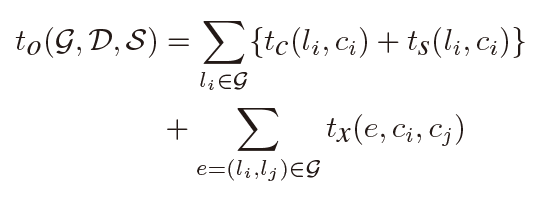 t_O(𝒢, 𝒟, 𝒮) = ∑_{l_i∈𝒢} {t_C(l_i, c_i) + t_S(l_i, c_i)}
+ ∑_{e=(l_i,l_j)∈𝒢} t_X(e, c_i, c_j)